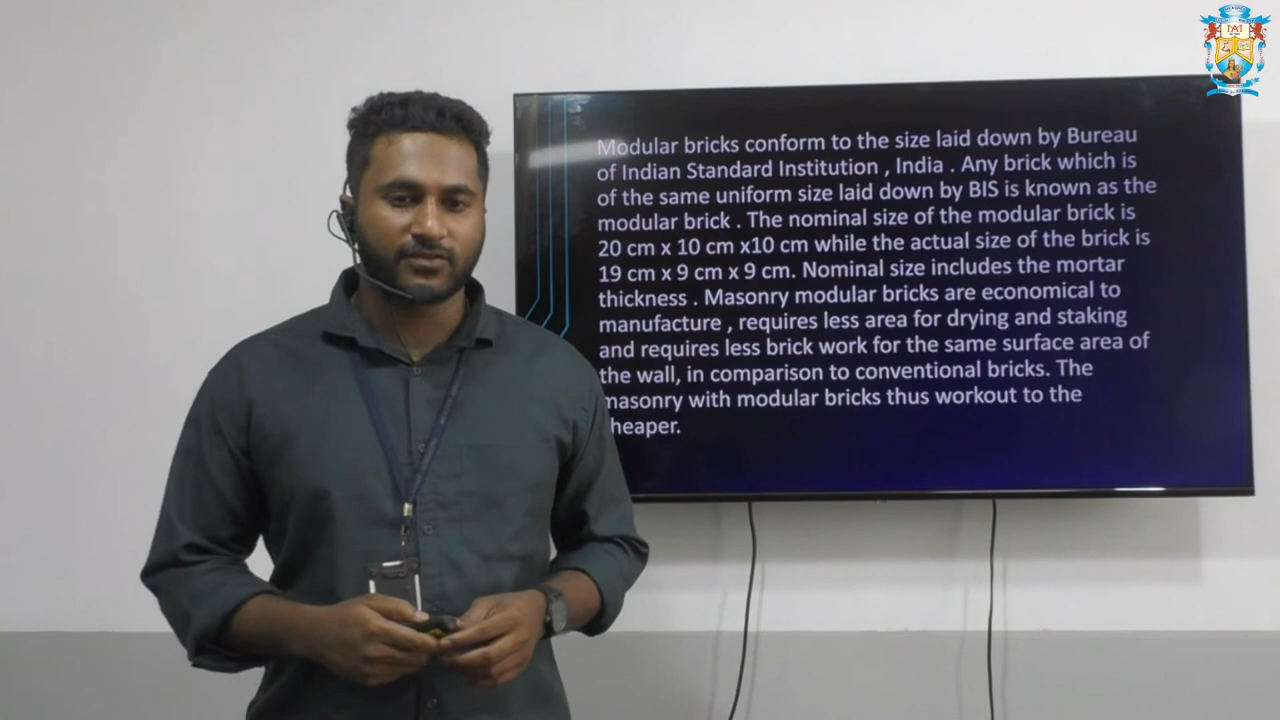 Modular bricks conform to the size laid down by Bureau
of Indian Standard Institution , India . Any brick which is
of the same uniform size laid down by BIS is known as the
modular brick . The nominal size of the modular brick is
20 cm x 10 cm x10 cm while the actual size of the brick is
19 cm x 9 cm x 9 cm. Nominal size includes the mortar
thickness . Masonry modular bricks are economical to
manufacture , requires less area for drying and staking
and requires less brick work for the same surface area of
the wall, in comparison to conventional bricks. The
masonry with modular bricks thus workout to the
heaper.